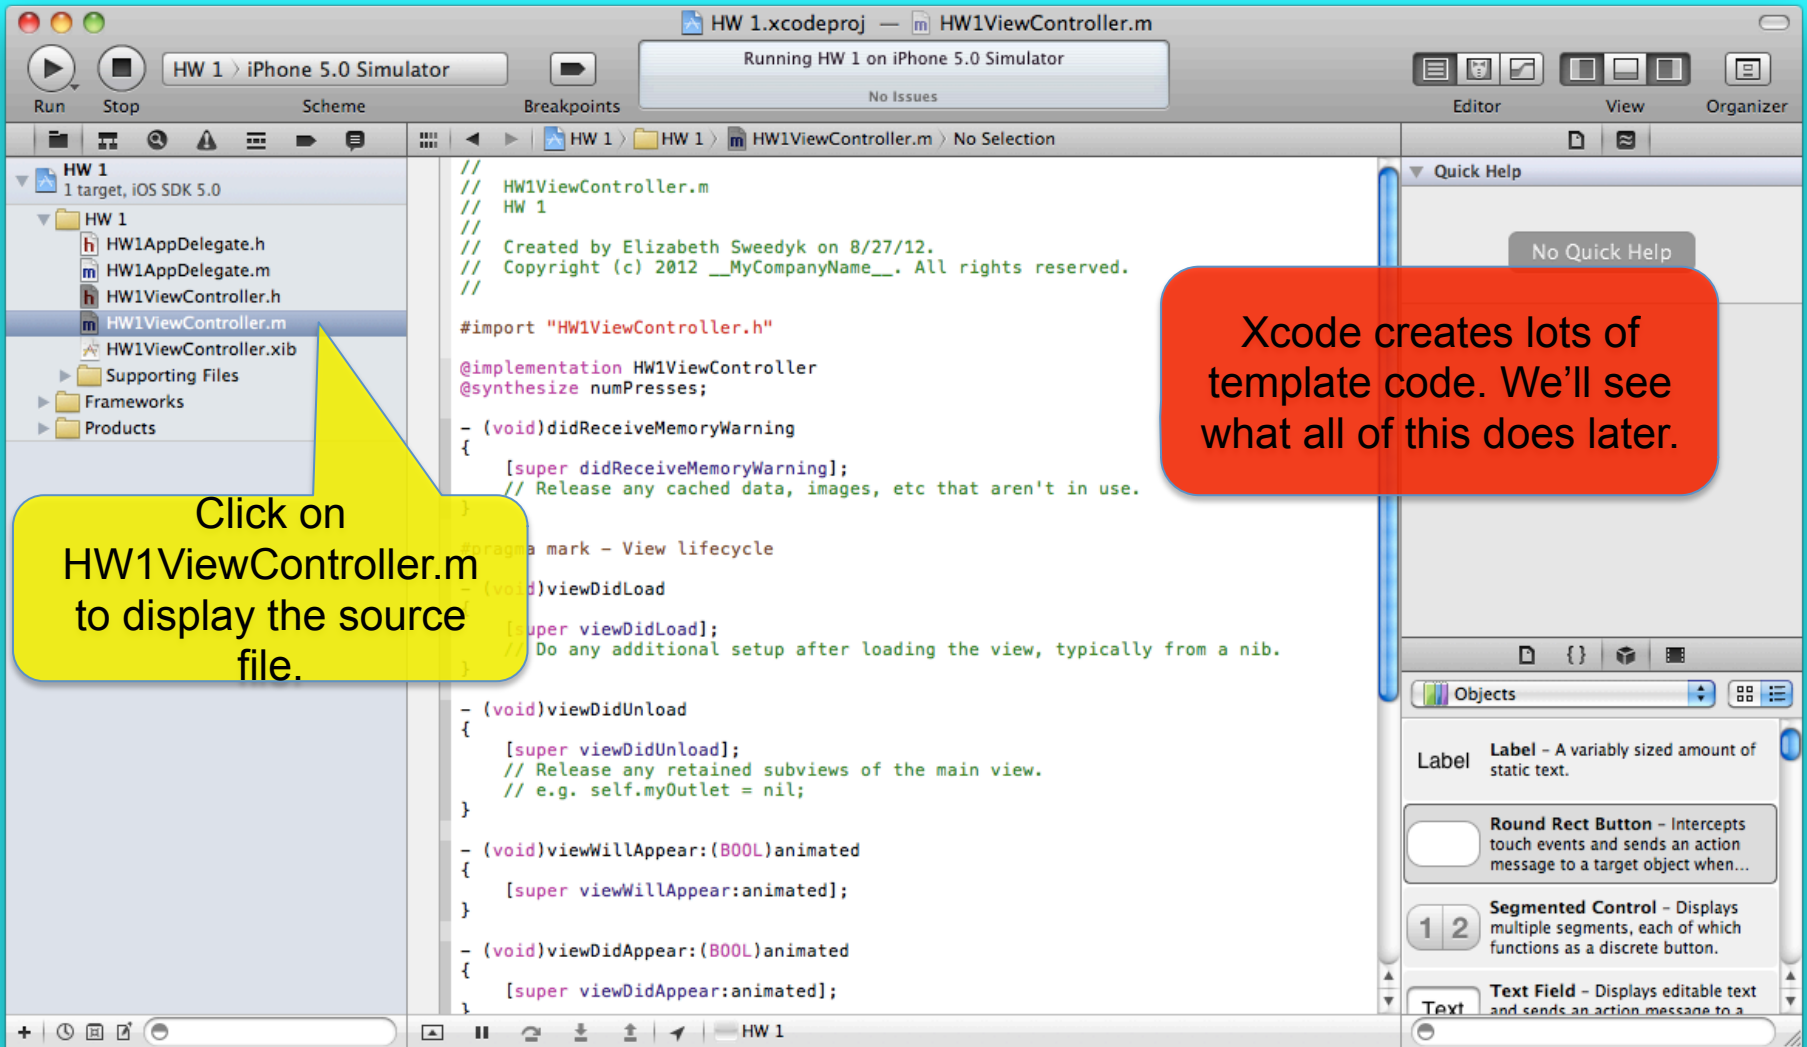 HW 1.xcodeproj — HW1ViewController.m
HW 1 › iPhone 5.0 Simulator
Running HW 1 on iPhone 5.0 Simulator
No Issues
Run Stop Scheme Breakpoints Editor View Organizer
HW 1 › HW 1 › HW1ViewController.m › No Selection
HW 1
1 target, iOS SDK 5.0
HW 1
HW1AppDelegate.h
HW1AppDelegate.m
HW1ViewController.h
HW1ViewController.m
HW1ViewController.xib
Supporting Files
Frameworks
Products
Click on
HW1ViewController.m
to display the source
file.
//
// HW1ViewController.m
// HW 1
//
// Created by Elizabeth Sweedyk on 8/27/12.
// Copyright (c) 2012 __MyCompanyName__. All rights reserved.
//
#import "HW1ViewController.h"
@implementation HW1ViewController
@synthesize numPresses;
- (void)didReceiveMemoryWarning
{
[super didReceiveMemoryWarning];
// Release any cached data, images, etc that aren't in use.
}
#pragma mark - View lifecycle
- (void)viewDidLoad
{
[super viewDidLoad];
// Do any additional setup after loading the view, typically from a nib.
}
- (void)viewDidUnload
{
[super viewDidUnload];
// Release any retained subviews of the main view.
// e.g. self.myOutlet = nil;
}
- (void)viewWillAppear:(BOOL)animated
{
[super viewWillAppear:animated];
}
- (void)viewDidAppear:(BOOL)animated
{
[super viewDidAppear:animated];
}
HW 1
Quick Help
No Quick Help
Xcode creates lots of
template code. We'll see
what all of this does later.
Objects
Label
Label – A variably sized amount of
static text.
Round Rect Button – Intercepts
touch events and sends an action
message to a target object when...
1 2
Segmented Control – Displays
multiple segments, each of which
functions as a discrete button.
Text
Text Field – Displays editable text
and sends an action message to a